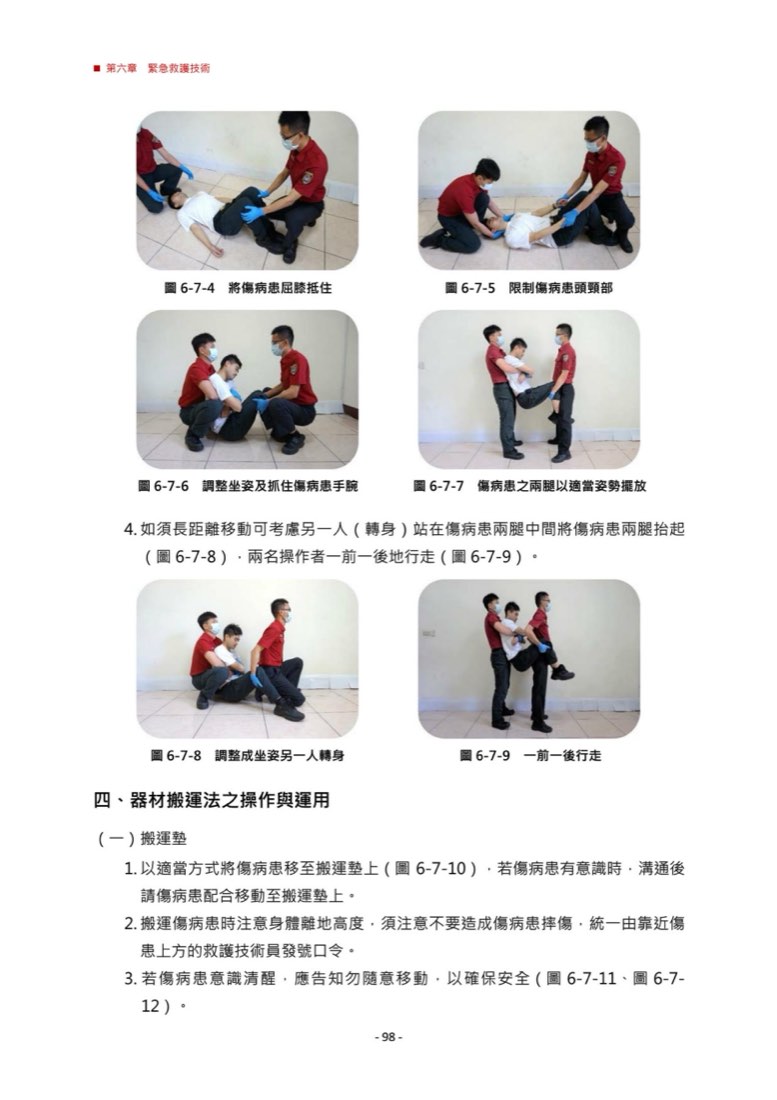 ■ 第六章 緊急救護技術
圖 6-7-4 將傷病患屈膝抵住
圖 6-7-5 限制傷病患頭頸部
圖 6-7-6 調整坐姿及抓住傷病患手腕
圖 6-7-7 傷病患之兩腿以適當姿勢擺放
4. 如須長距離移動可考慮另一人（轉身）站在傷病患兩腿中間將傷病患兩腿抬起
（圖 6-7-8），兩名操作者一前一後地行走（圖 6-7-9）。
圖 6-7-8 調整成坐姿另一人轉身
圖 6-7-9 一前一後行走
四、器材搬運法之操作與運用
（一）搬運墊
1. 以適當方式將傷病患移至搬運墊上（圖 6-7-10），若傷病患有意識時，溝通後
請傷病患配合移動至搬運墊上。
2. 搬運傷病患時注意身體離地高度，須注意不要造成傷病患摔傷，統一由靠近傷
患上方的救護技術員發號口令。
3. 若傷病患意識清醒，應告知勿隨意移動，以確保安全（圖 6-7-11、圖 6-7-
12）。
- 98 -